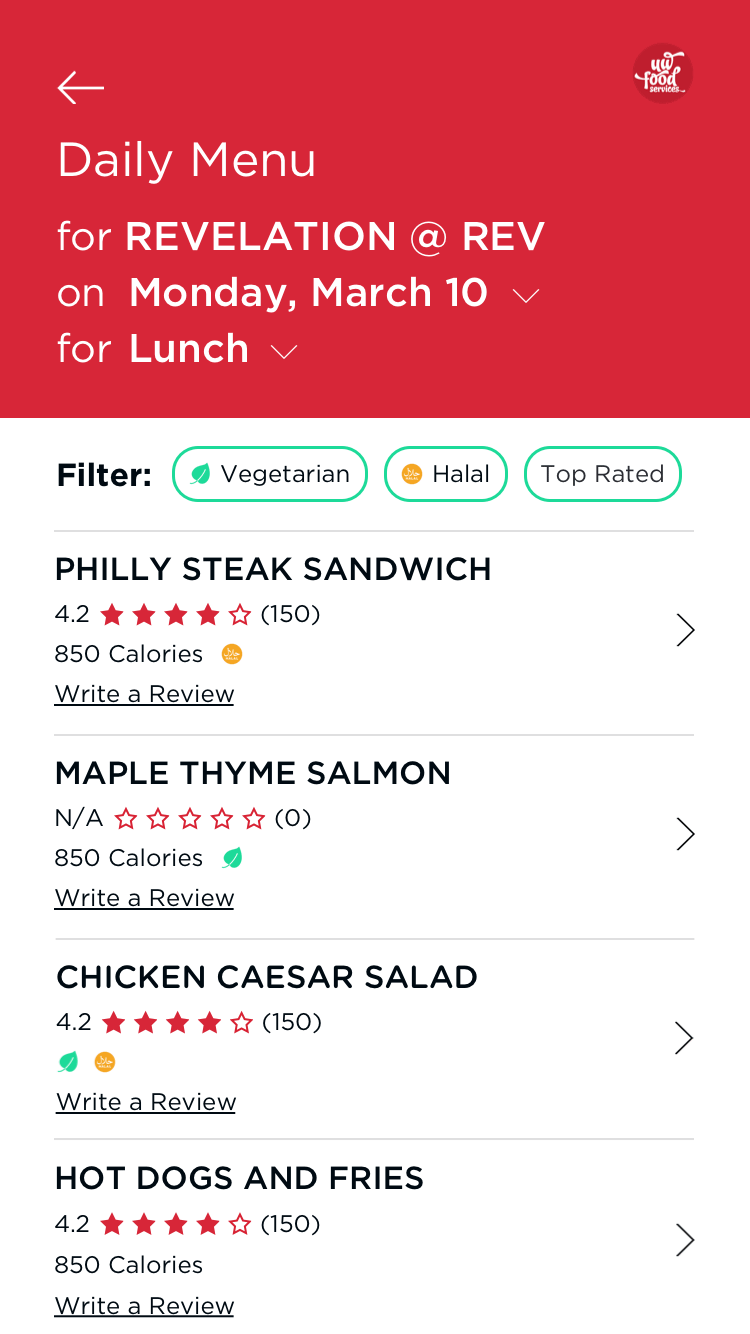 uw
food
services
Daily Menu
for REVELATION @ REV
on Monday, March 10
for Lunch
Filter: Vegetarian Halal Top Rated
PHILLY STEAK SANDWICH
4.2 (150)
850 Calories
Write a Review
MAPLE THYME SALMON
N/A (0)
850 Calories
Write a Review
CHICKEN CAESAR SALAD
4.2 (150)
Write a Review
HOT DOGS AND FRIES
4.2 (150)
850 Calories
Write a Review